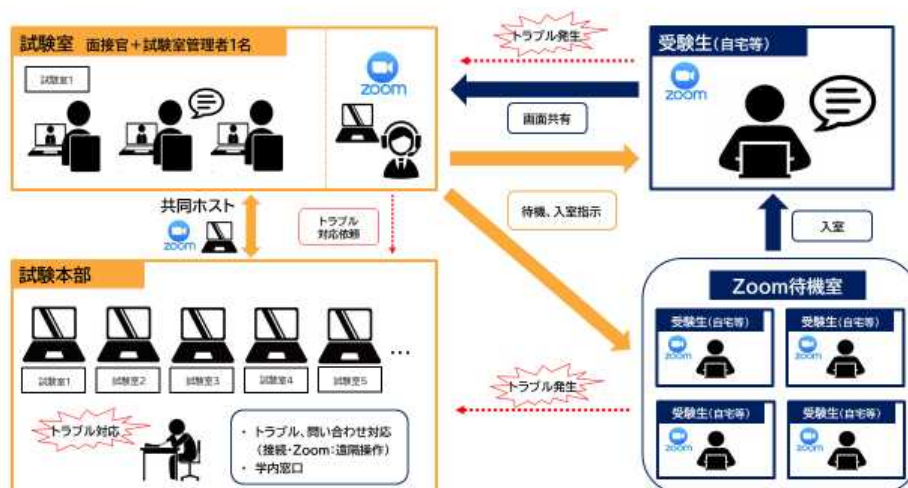 試験室 面接官+試験室管理者1名
試験室1
zoom
トラブル発生
画面共有
受験生(自宅等)
zoom
待機、入室指示
入室
共同ホスト
zoom
トラブル
対応依頼
試験本部
試験室1
試験室2
試験室3
試験室4
試験室5
…
トラブル対応
・ トラブル、問い合わせ対応
(接続・Zoom:遠隔操作)
・ 学内窓口
トラブル発生
Zoom待機室
受験生(自宅等)
zoom
受験生(自宅等)
zoom
受験生(自宅等)
zoom
受験生(自宅等)
zoom